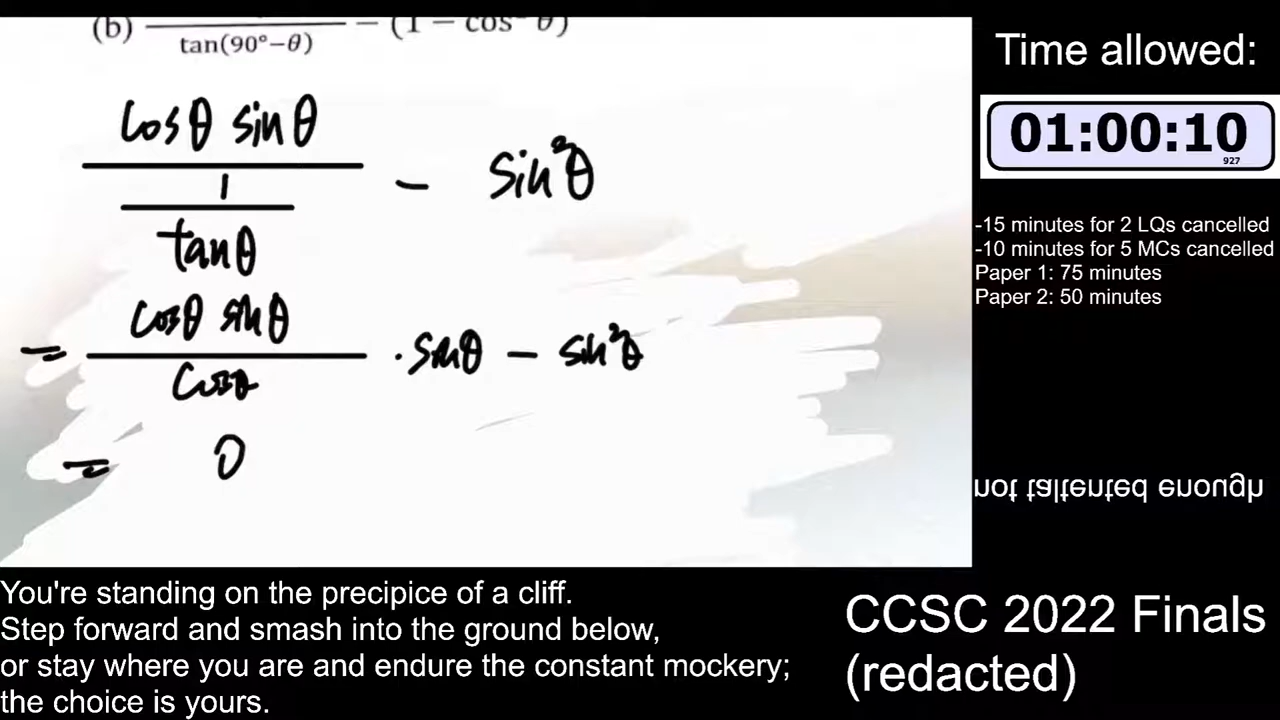 (b) ———— − (1 − cos² θ)
tan(90°−θ)
cosθ sinθ
1
− sin²θ
tanθ
cosθ sinθ
= · sinθ − sin²θ
cosθ
= 0
Time allowed:
01:00:10
927
-15 minutes for 2 LQs cancelled
-10 minutes for 5 MCs cancelled
Paper 1: 75 minutes
Paper 2: 50 minutes
not taltented enough
You're standing on the precipice of a cliff.
Step forward and smash into the ground below,
or stay where you are and endure the constant mockery;
the choice is yours.
CCSC 2022 Finals
(redacted)